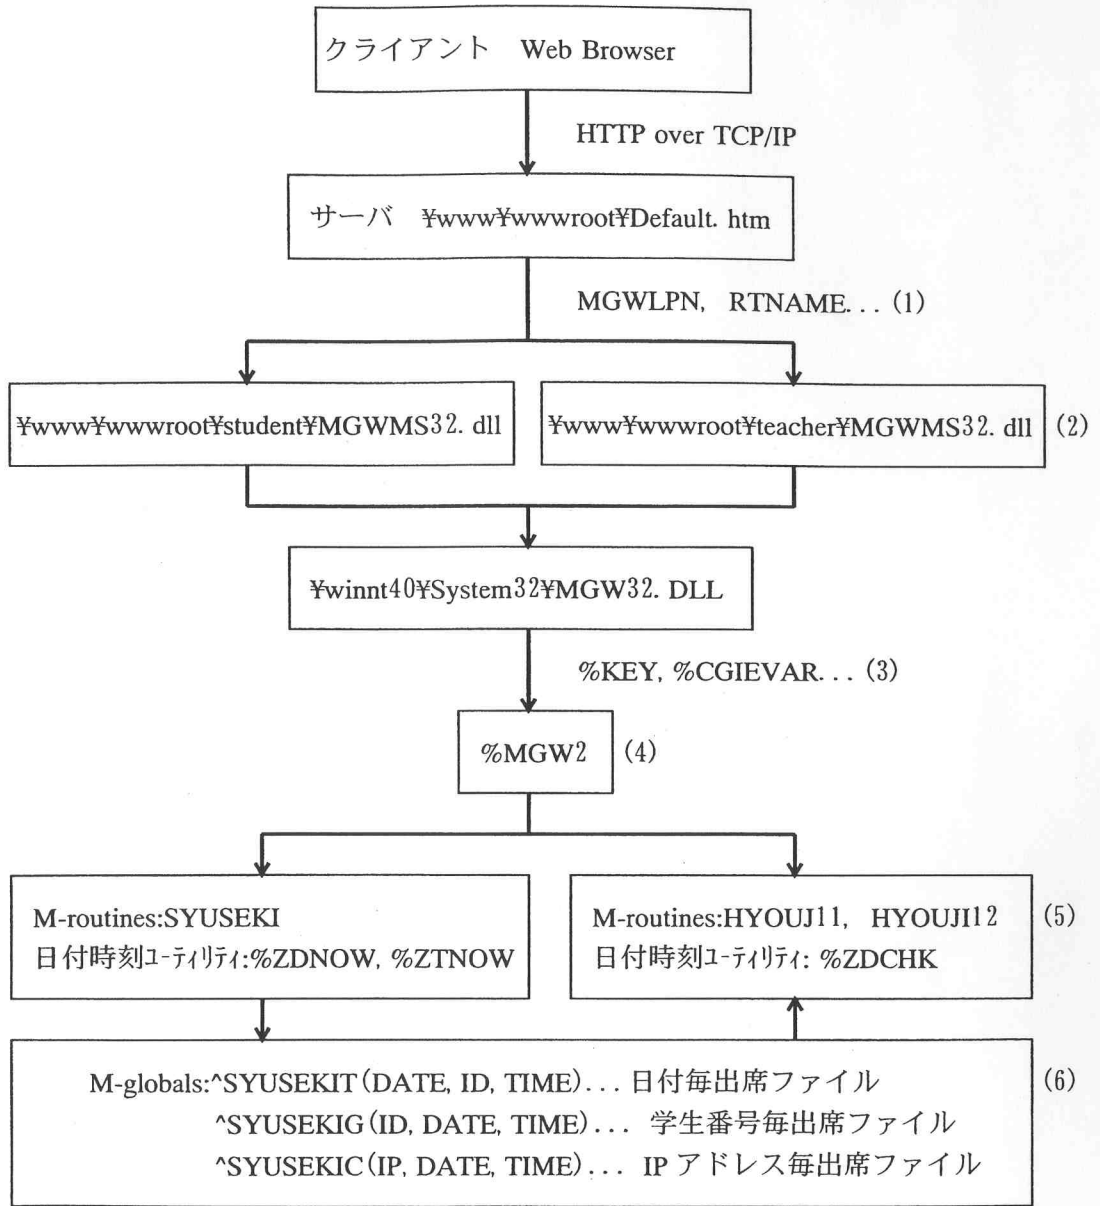 クライアント Web Browser
HTTP over TCP/IP
サーバ ¥www¥wwwroot¥Default. htm
MGWLPN, RTNAME... (1)
¥www¥wwwroot¥student¥MGWMS32. dll
¥www¥wwwroot¥teacher¥MGWMS32. dll (2)
¥winnt40¥System32¥MGW32. DLL
%KEY, %CGIEVAR... (3)
%MGW2 (4)
M-routines:SYUSEKI
日付時刻ユーティリティ:%ZDNOW, %ZTNOW
M-routines:HYOUJ11, HYOUJI12 (5)
日付時刻ユーティリティ: %ZDCHK
M-globals:^SYUSEKIT(DATE, ID, TIME)... 日付毎出席ファイル (6)
^SYUSEKIG(ID, DATE, TIME)... 学生番号毎出席ファイル
^SYUSEKIC(IP, DATE, TIME)... IPアドレス毎出席ファイル